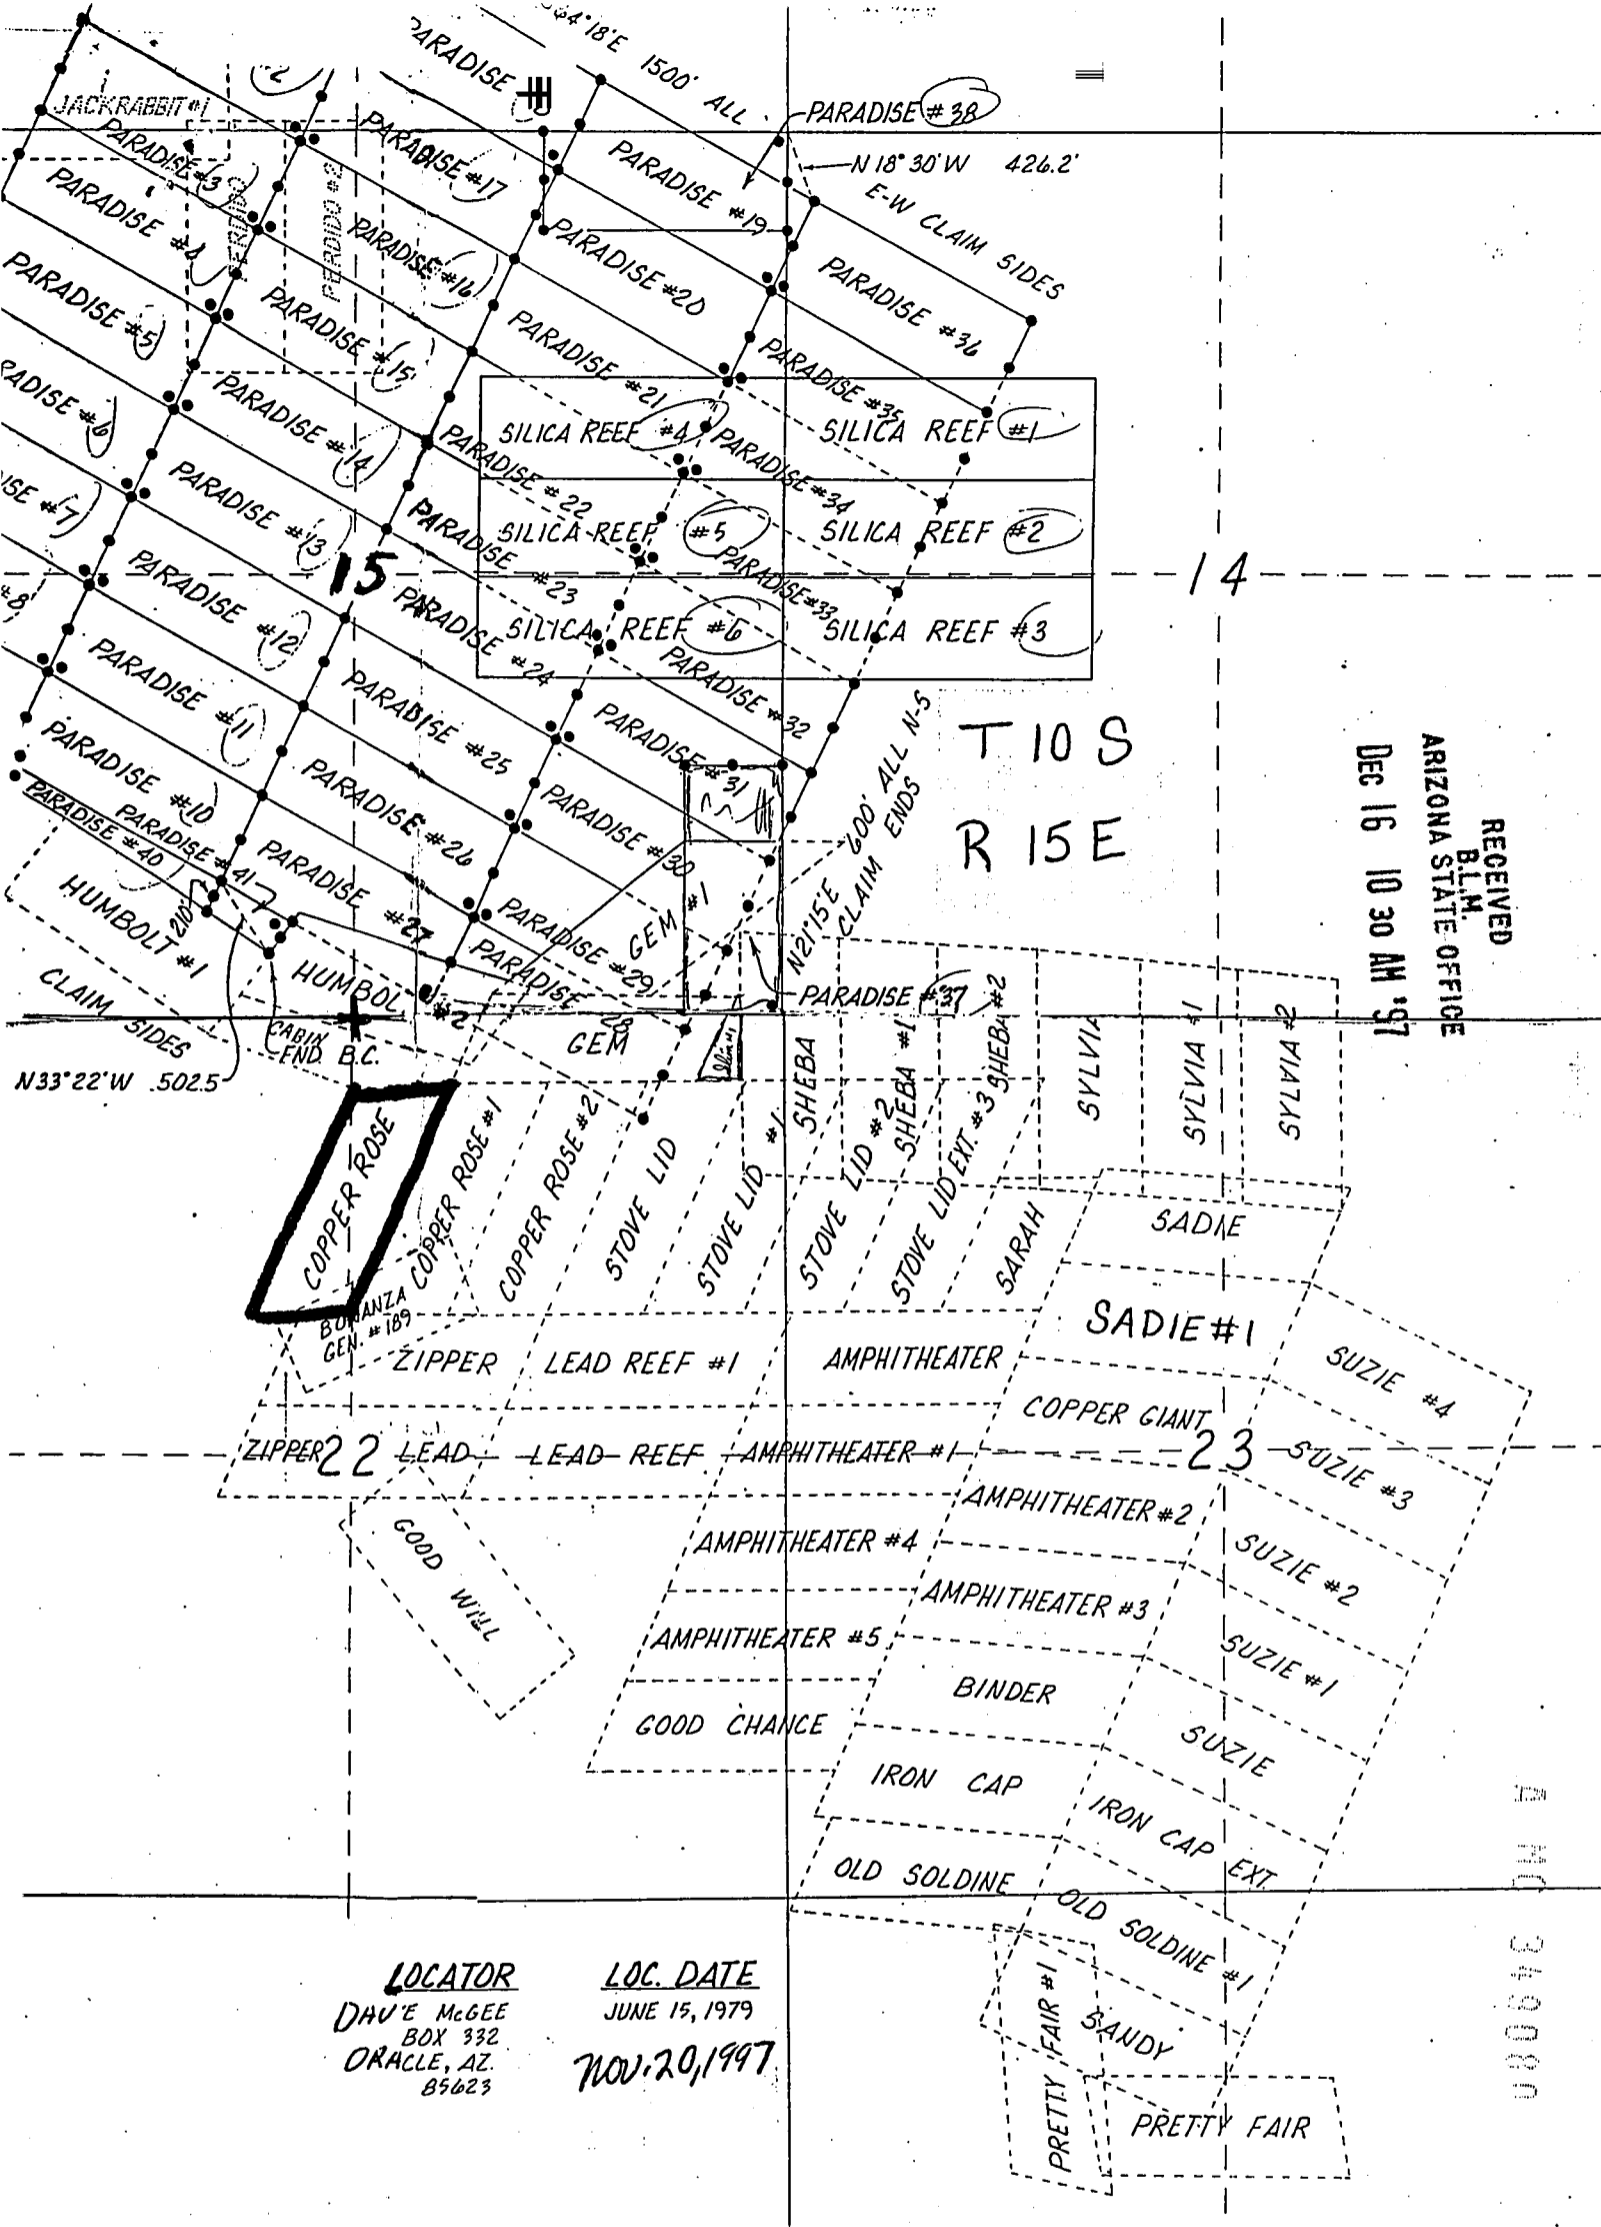 64°18'E 1500' ALL
E-W CLAIM SIDES
PARADISE
PARADISE #38
N 18° 30' W 426.2'
JACKRABBIT #1
#2
PARADISE #3
PARADISE #4
PERDIDO #2
PARADISE #17
PARADISE #19
PARADISE #16
PARADISE #20
PARADISE #36
PARADISE #5
PARADISE #15
PARADISE #21
PARADISE #35
RADISE #6
PARADISE #14
SILICA REEF #4
SILICA REEF #1
PARADISE #22
PARADISE #34
ISE #7
PARADISE #13
SILICA REEF #5
SILICA REEF #2
PARADISE #23
PARADISE #33
15
14
#8
PARADISE #12
PARADISE #24
SILICA REEF #6
SILICA REEF #3
PARADISE #11
PARADISE #25
PARADISE #32
PARADISE #31
T 10 S
R 15 E
600' ALL N-S
CLAIM ENDS
N21°15'E
PARADISE #10
PARADISE #26
PARADISE #30
PARADISE #40
PARADISE #41
PARADISE #27
PARADISE #29
PARADISE 28
GEM #1
HUMBOLT #1
210'
HUMBOL #2
CLAIM SIDES
CABIN
END. B.C.
N33°22'W 502.5
GEM
PARADISE #37
SHEBA
SHEBA #1
SHEBA #2
SYLVIA
SYLVIA #1
SYLVIA #2
RECEIVED
B.L.M.
ARIZONA STATE OFFICE
DEC 16 10 30 AM '97
COPPER ROSE
COPPER ROSE #1
COPPER ROSE #2
STOVE LID
STOVE LID #1
STOVE LID #2
STOVE LID EXT. #3
SARAH
SADIE
SADIE #1
BONANZA
GEN. #189
ZIPPER
LEAD REEF #1
AMPHITHEATER
COPPER GIANT
SUZIE #4
ZIPPER
22
LEAD
LEAD REEF
AMPHITHEATER #1
23
SUZIE #3
GOOD WILL
AMPHITHEATER #2
AMPHITHEATER #4
SUZIE #2
AMPHITHEATER #3
AMPHITHEATER #5
SUZIE #1
BINDER
GOOD CHANCE
SUZIE
IRON CAP
IRON CAP EXT.
OLD SOLDINE
OLD SOLDINE #1
PRETTY FAIR #1
SANDY
PRETTY FAIR
LOCATOR
DAV'E McGEE
BOX 332
ORACLE, AZ.
85623
LOC. DATE
JUNE 15, 1979
NOV. 20, 1997